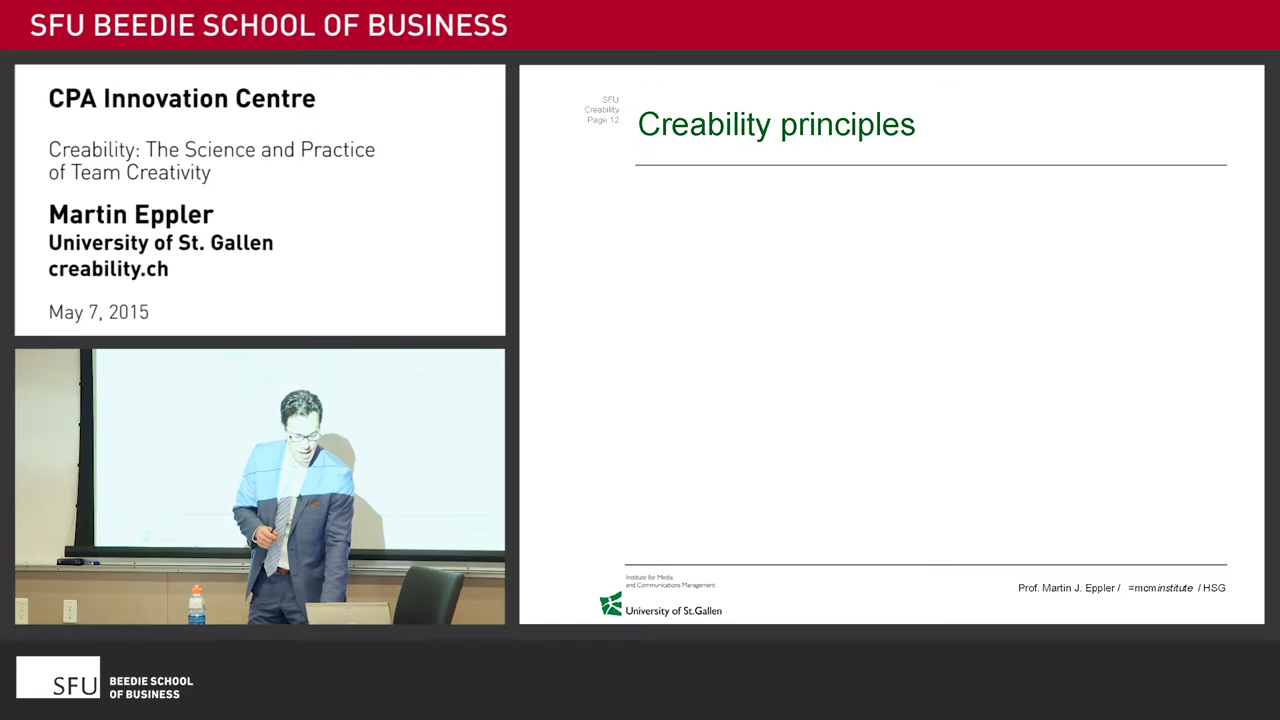 SFU BEEDIE SCHOOL OF BUSINESS
CPA Innovation Centre
Creability: The Science and Practice
of Team Creativity
Martin Eppler
University of St. Gallen
creability.ch
May 7, 2015
SFU
Creability
Page 12
Creability principles
Institute for Media
and Communications Management
University of St.Gallen
Prof. Martin J. Eppler / =mcminstitute / HSG
SFU
BEEDIE SCHOOL
OF BUSINESS